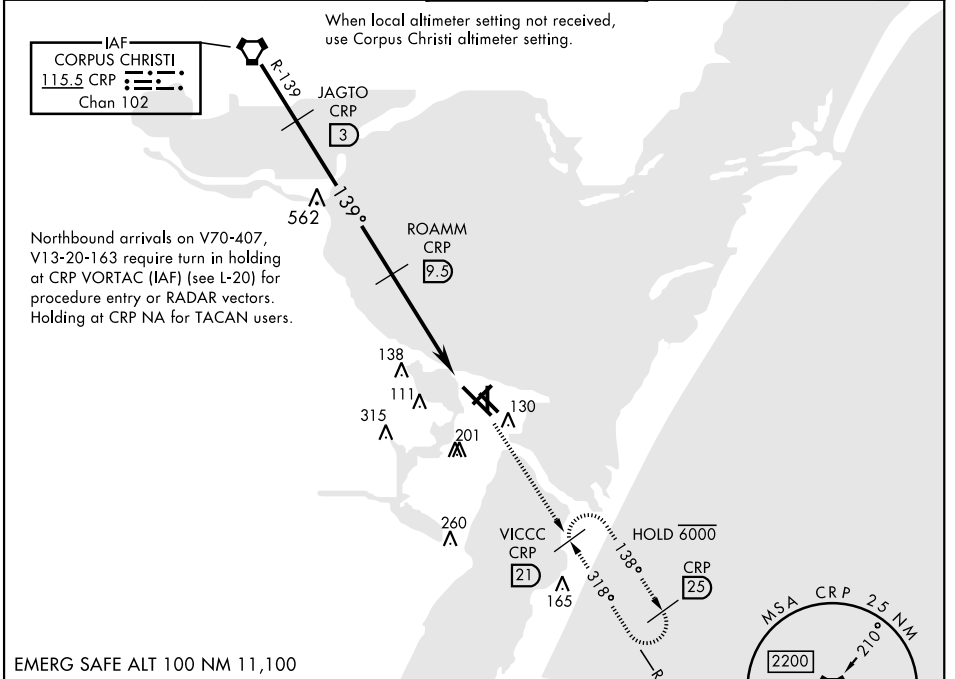 When local altimeter setting not received,
use Corpus Christi altimeter setting.
IAF
CORPUS CHRISTI
115.5 CRP
Chan 102
R-139
JAGTO
CRP
3
562
139°
ROAMM
CRP
9.5
Northbound arrivals on V70-407,
V13-20-163 require turn in holding
at CRP VORTAC (IAF) (see L-20) for
procedure entry or RADAR vectors.
Holding at CRP NA for TACAN users.
138
111
315
130
201
260
VICCC
CRP
21
HOLD 6000
138°
318°
CRP
25
165
R
MSA CRP 25 NM
210°
2200
EMERG SAFE ALT 100 NM 11,100